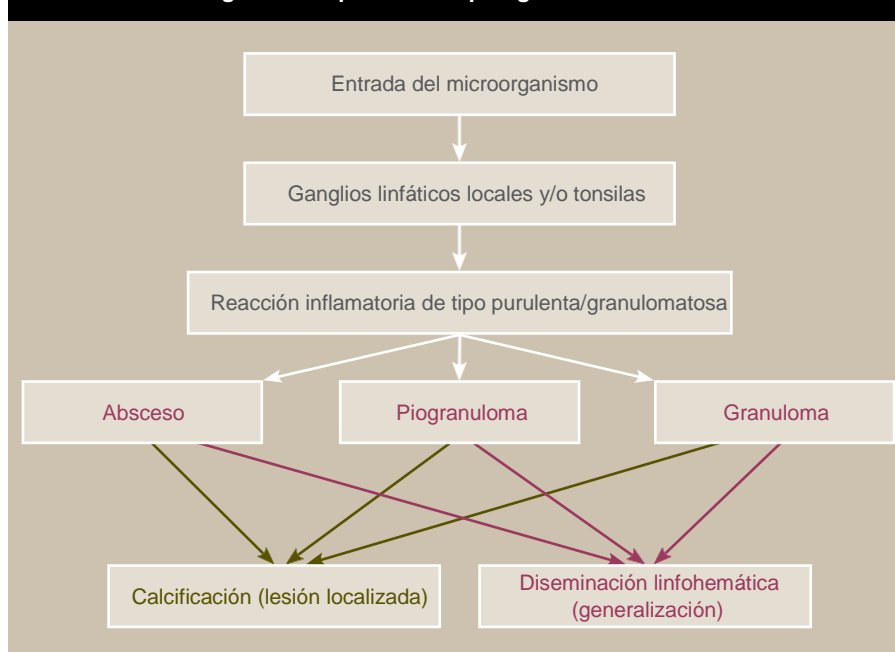 Entrada del microorganismo
Ganglios linfáticos locales y/o tonsilas
Reacción inflamatoria de tipo purulenta/granulomatosa
Absceso
Piogranuloma
Granuloma
Calcificación (lesión localizada)
Diseminación linfohemática
(generalización)